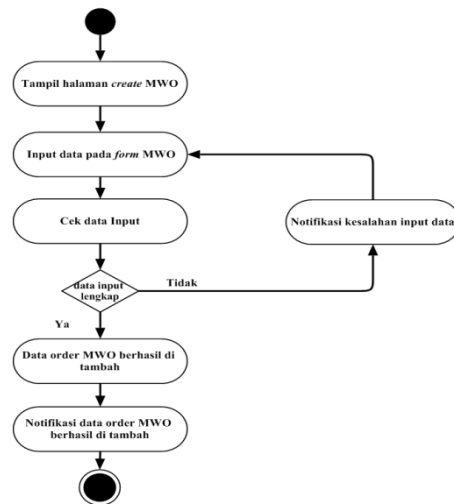 Tampil halaman create MWO
Input data pada form MWO
Cek data Input
Notifikasi kesalahan input data
data input
lengkap
Tidak
Ya
Data order MWO berhasil di
tambah
Notifikasi data order MWO
berhasil di tambah